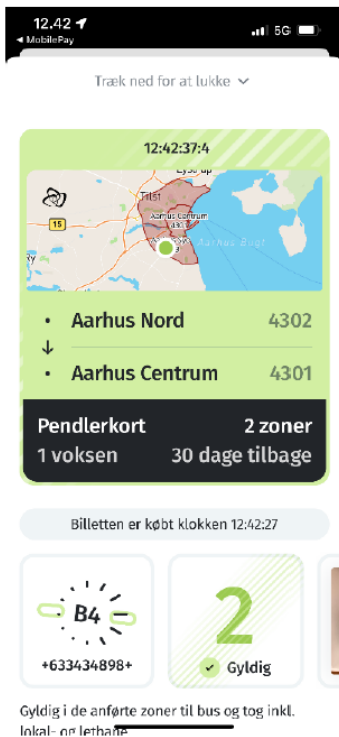 12.42
5G
◀ MobilePay
Træk ned for at lukke
12:42:37:4
Tilst
Aarhus Centrum
4301
15
Aarhus Bugt
• Aarhus Nord 4302
↓
• Aarhus Centrum 4301
Pendlerkort 2 zoner
1 voksen 30 dage tilbage
Billetten er købt klokken 12:42:27
B4
2
+633434898+
Gyldig
Gyldig i de anførte zoner til bus og tog inkl.
lokal- og letbane